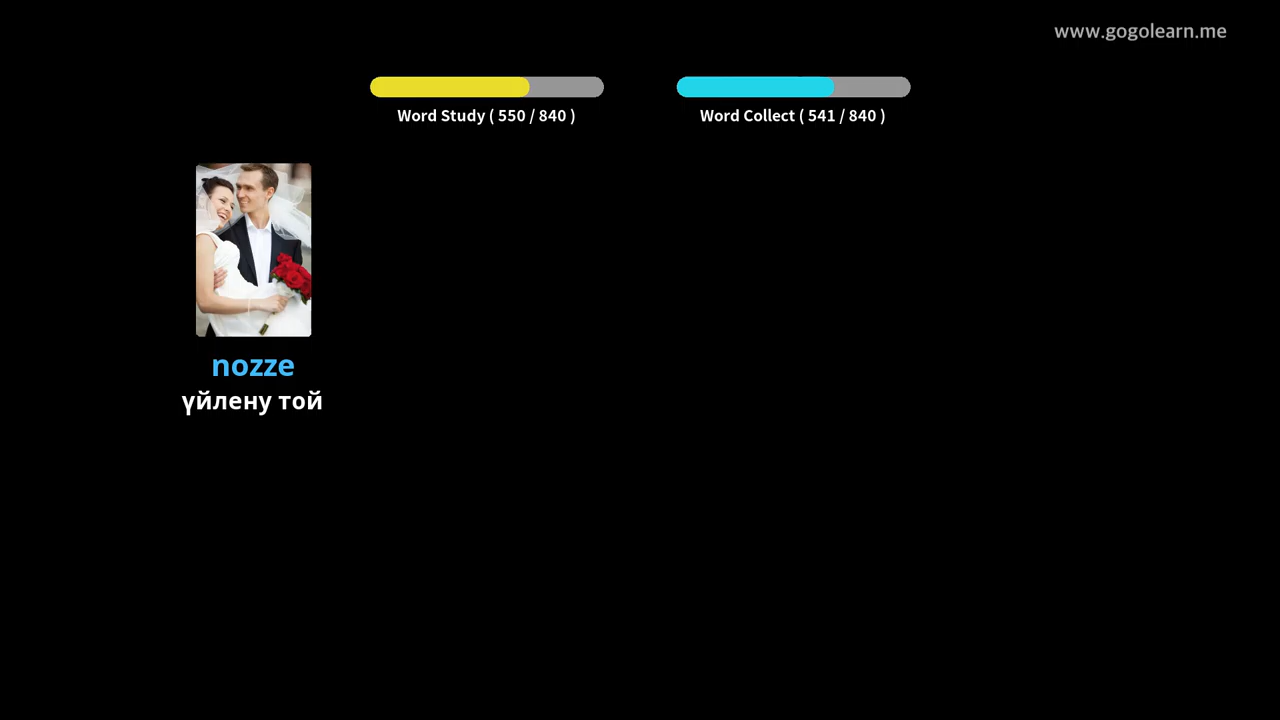 www.gogolearn.me
Word Study ( 550 / 840 )
Word Collect ( 541 / 840 )
nozze
үйлену той